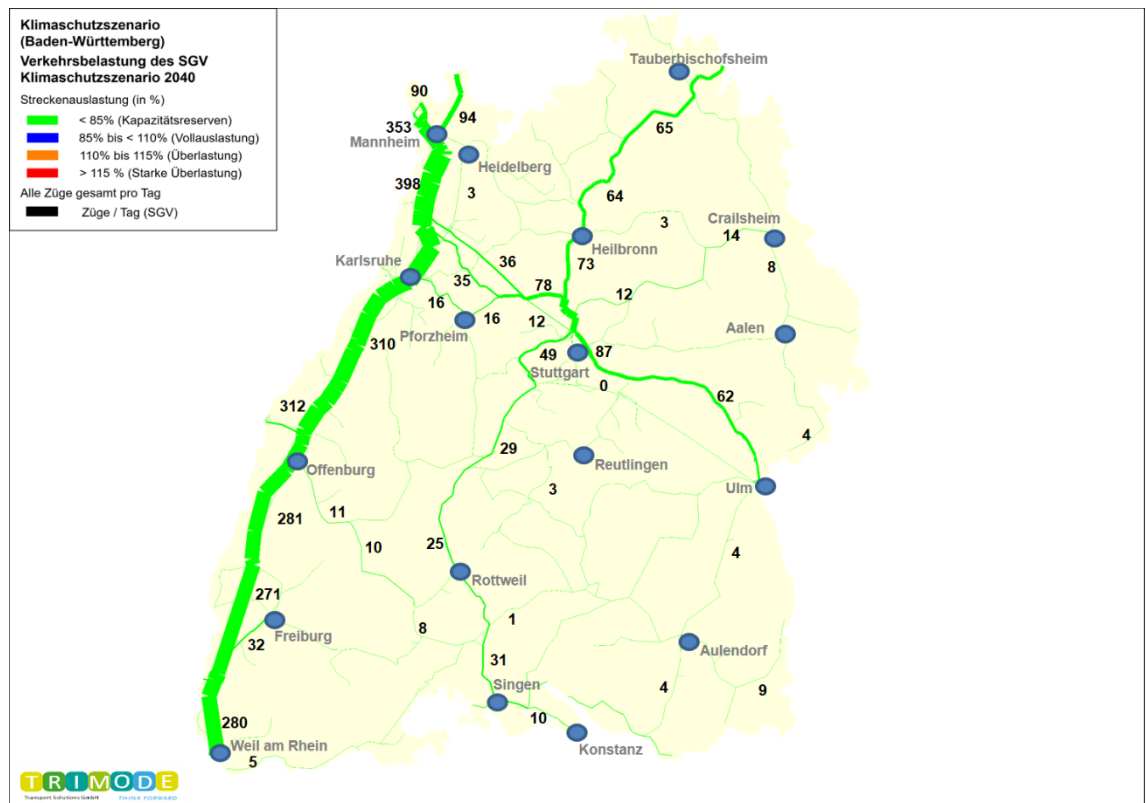 Klimaschutzszenario
(Baden-Württemberg)
Verkehrsbelastung des SGV
Klimaschutzszenario 2040
Streckenauslastung (in %)
< 85% (Kapazitätsreserven)
85% bis < 110% (Vollauslastung)
110% bis 115% (Überlastung)
> 115 % (Starke Überlastung)
Alle Züge gesamt pro Tag
Züge / Tag (SGV)
Tauberbischofsheim
90
94
353
65
Mannheim
Heidelberg
398
3
64
Crailsheim
3
14
Heilbronn
Karlsruhe
36
73
8
35
78
16
12
16
12
Aalen
Pforzheim
310
49
87
Stuttgart
0
62
312
4
29
Reutlingen
Offenburg
3
Ulm
281
11
10
25
4
Rottweil
271
1
Freiburg
8
32
Aulendorf
31
Singen
4
9
10
280
Weil am Rhein
Konstanz
5
TRIMODE
Transport Solutions GmbH THINK FORWARD